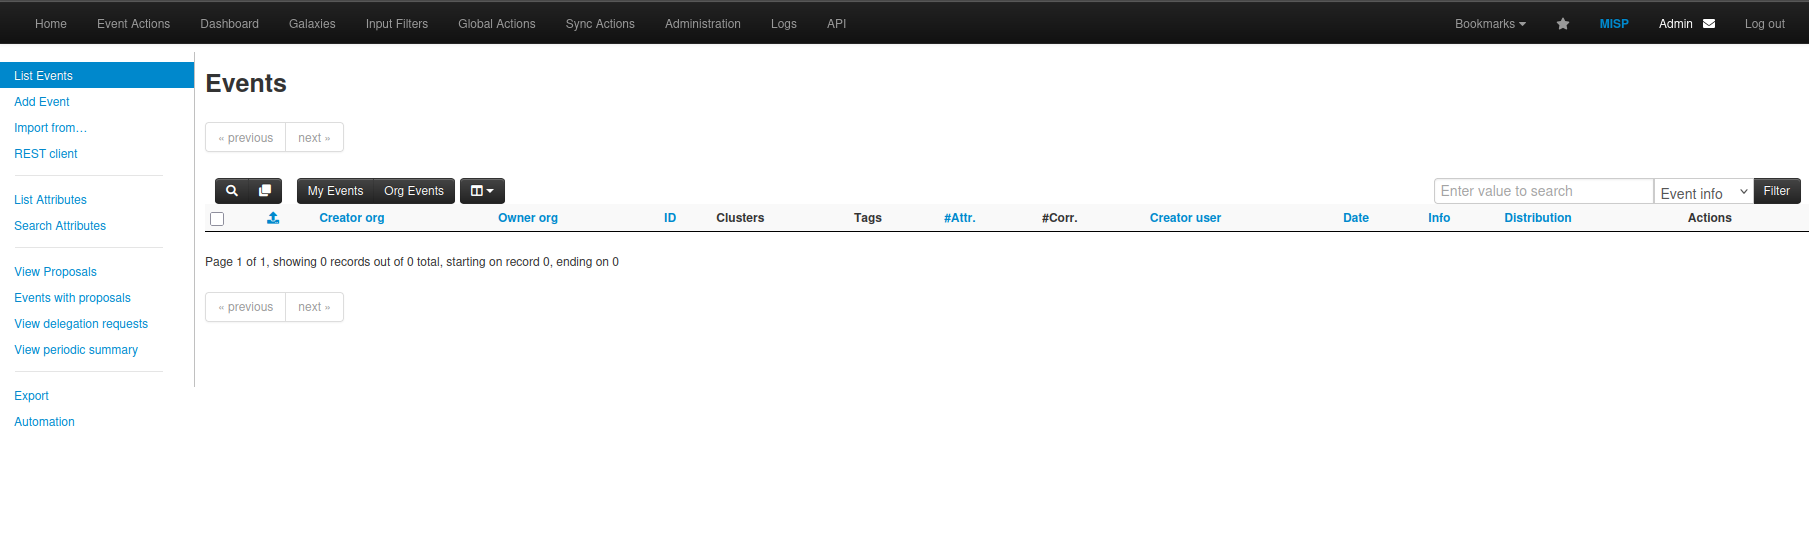 Home Event Actions Dashboard Galaxies Input Filters Global Actions Sync Actions Administration Logs API Bookmarks MISP Admin Log out
List Events
Add Event
Import from...
REST client
List Attributes
Search Attributes
View Proposals
Events with proposals
View delegation requests
View periodic summary
Export
Automation
Events
« previous next »
My Events Org Events Enter value to search Event info Filter
Creator org Owner org ID Clusters Tags #Attr. #Corr. Creator user Date Info Distribution Actions
Page 1 of 1, showing 0 records out of 0 total, starting on record 0, ending on 0
« previous next »